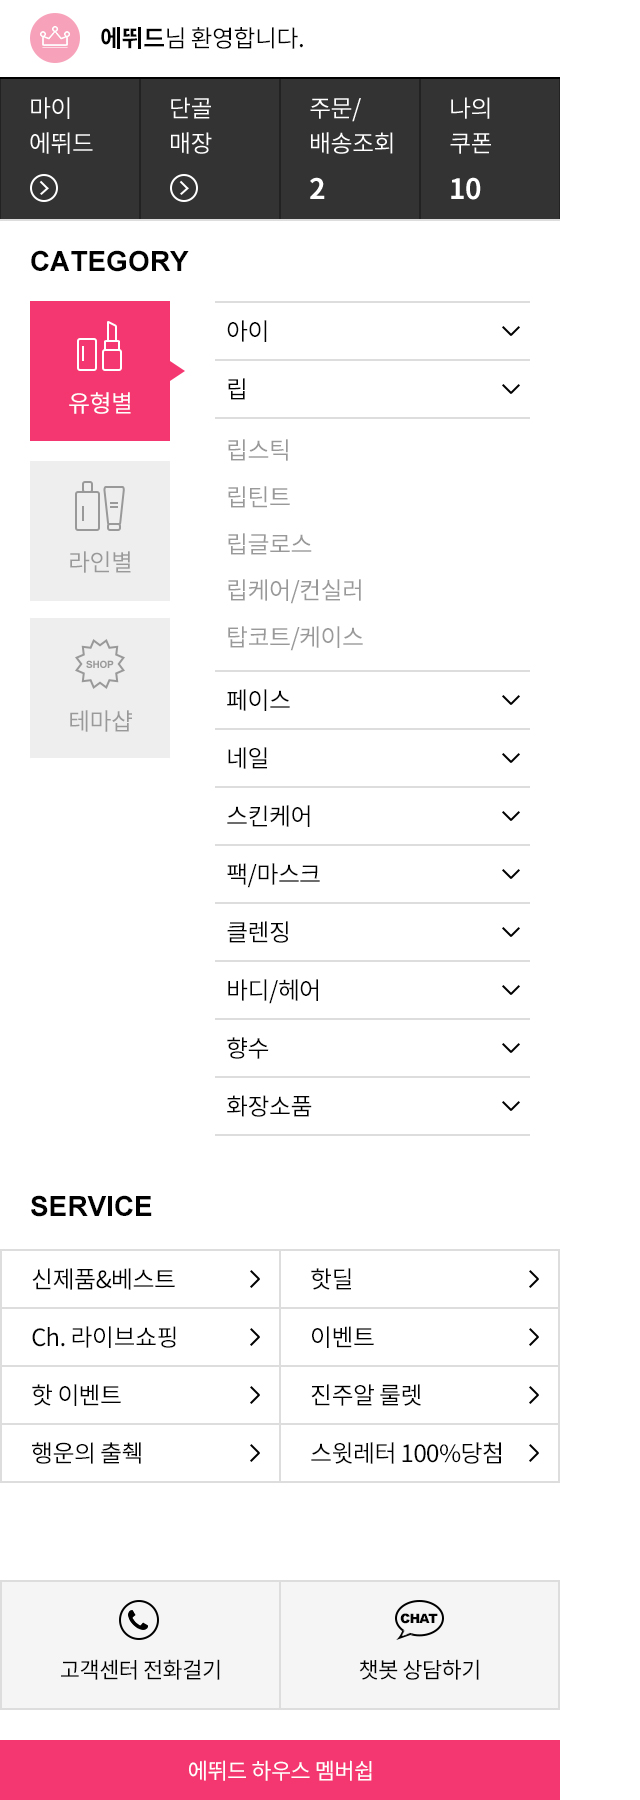 에뛰드님 환영합니다.
마이 에뛰드
단골 매장
주문/ 배송조회
2
나의 쿠폰
10
CATEGORY
유형별
라인별
SHOP
테마샵
아이
립
립스틱
립틴트
립글로스
립케어/컨실러
탑코트/케이스
페이스
네일
스킨케어
팩/마스크
클렌징
바디/헤어
향수
화장소품
SERVICE
신제품&베스트
핫딜
Ch. 라이브쇼핑
이벤트
핫 이벤트
진주알 룰렛
행운의 출췍
스윗레터 100%당첨
고객센터 전화걸기
CHAT
챗봇 상담하기
에뛰드 하우스 멤버쉽